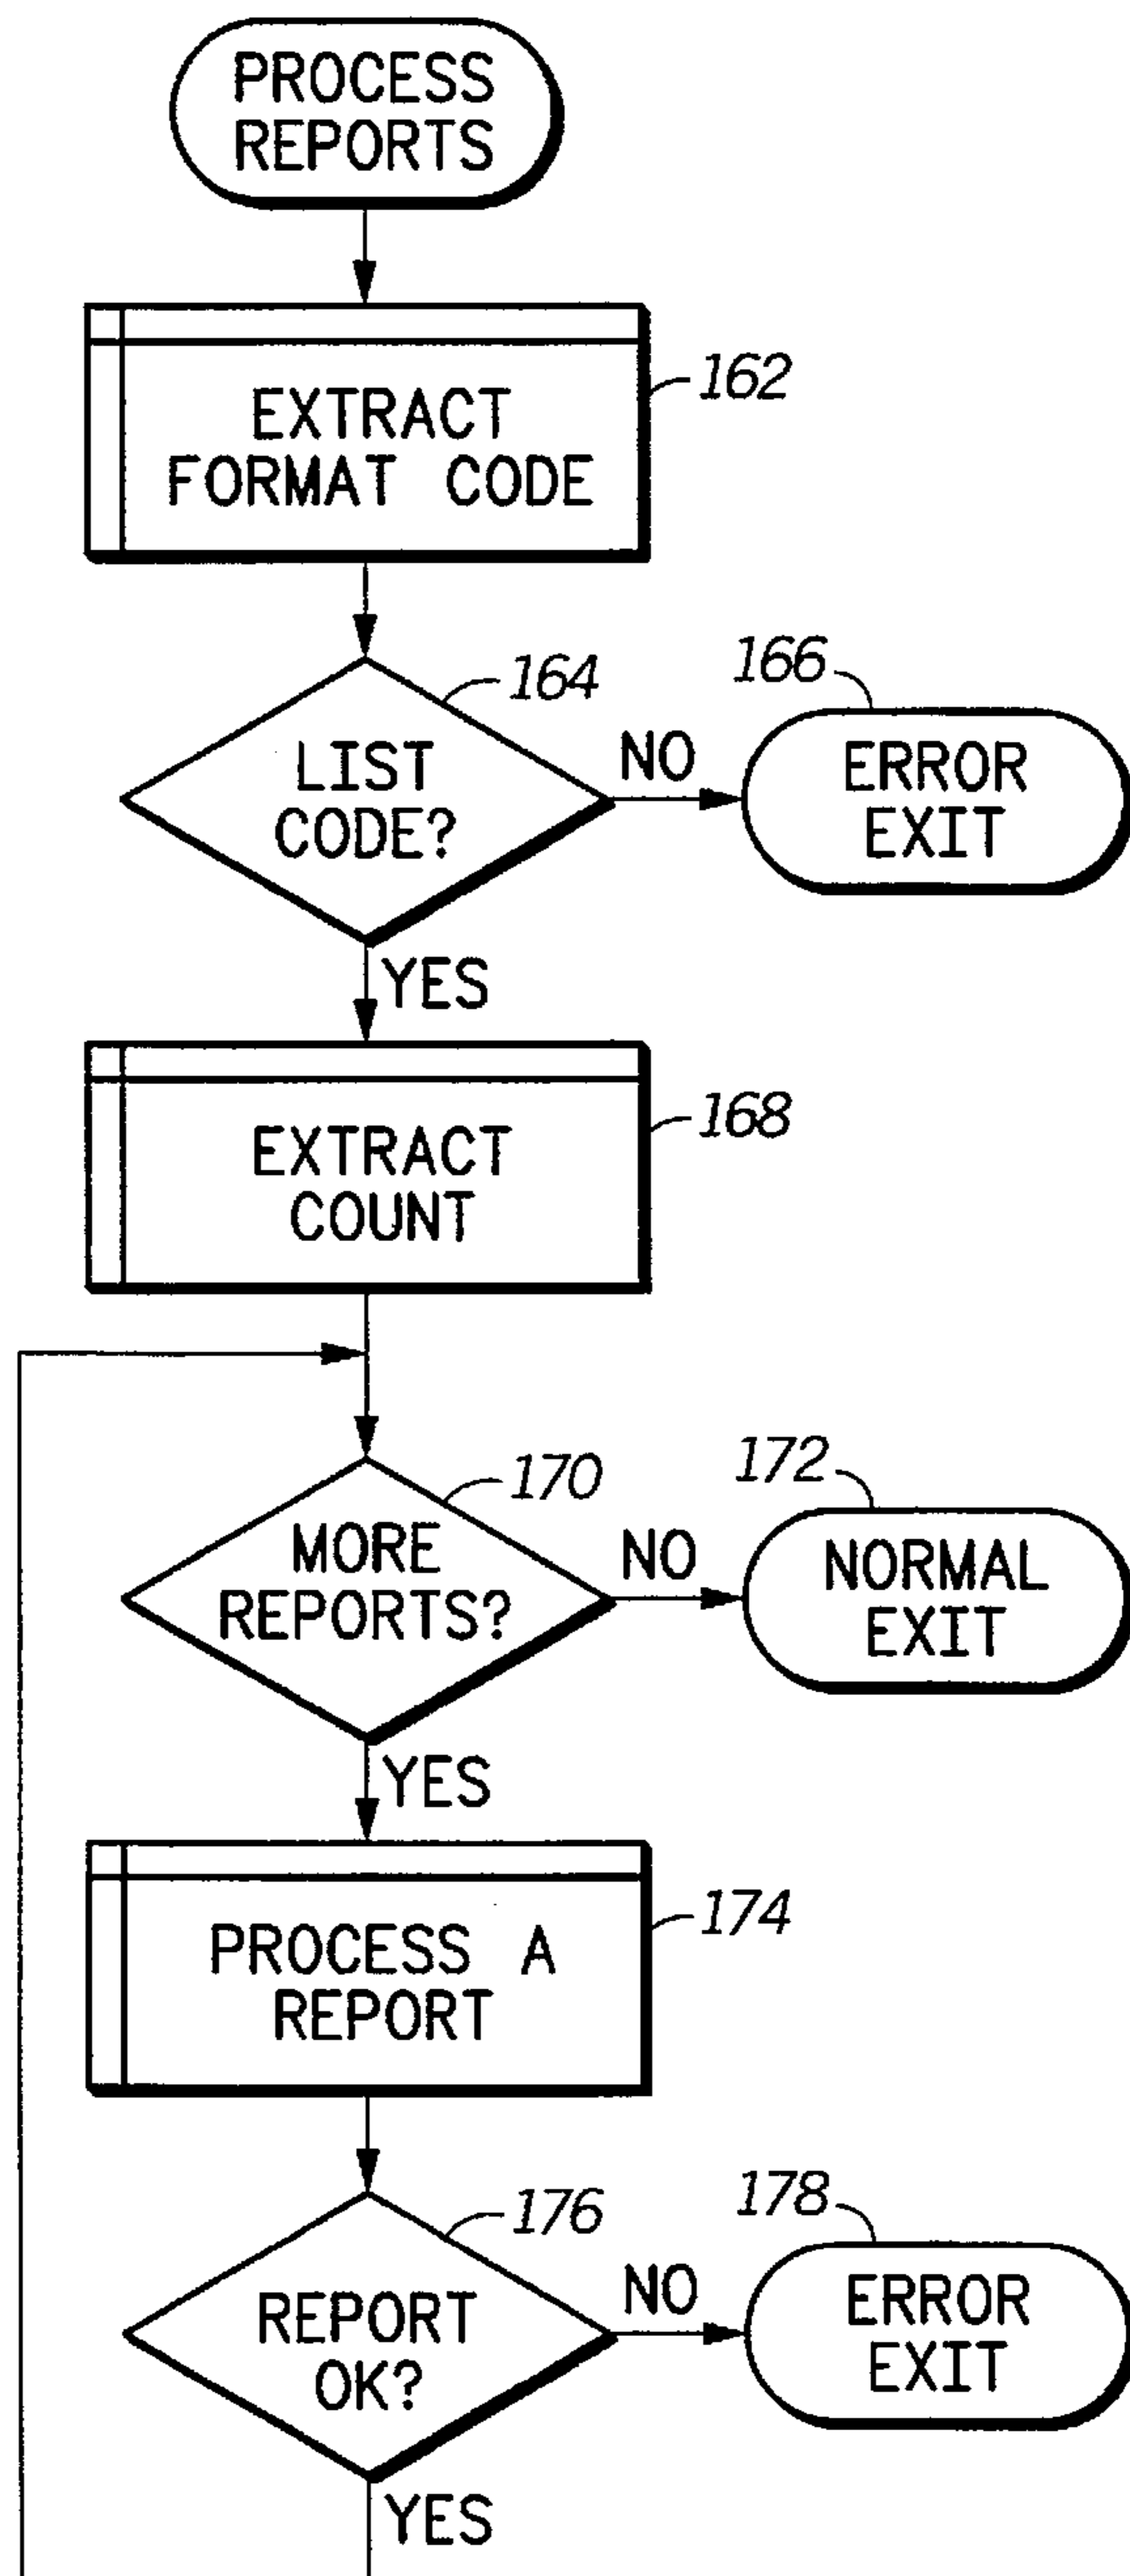 PROCESS
REPORTS
EXTRACT
FORMAT CODE
162
164
LIST
CODE?
NO
166
ERROR
EXIT
YES
EXTRACT
COUNT
168
170
MORE
REPORTS?
NO
172
NORMAL
EXIT
YES
PROCESS A
REPORT
174
176
REPORT
OK?
NO
178
ERROR
EXIT
YES